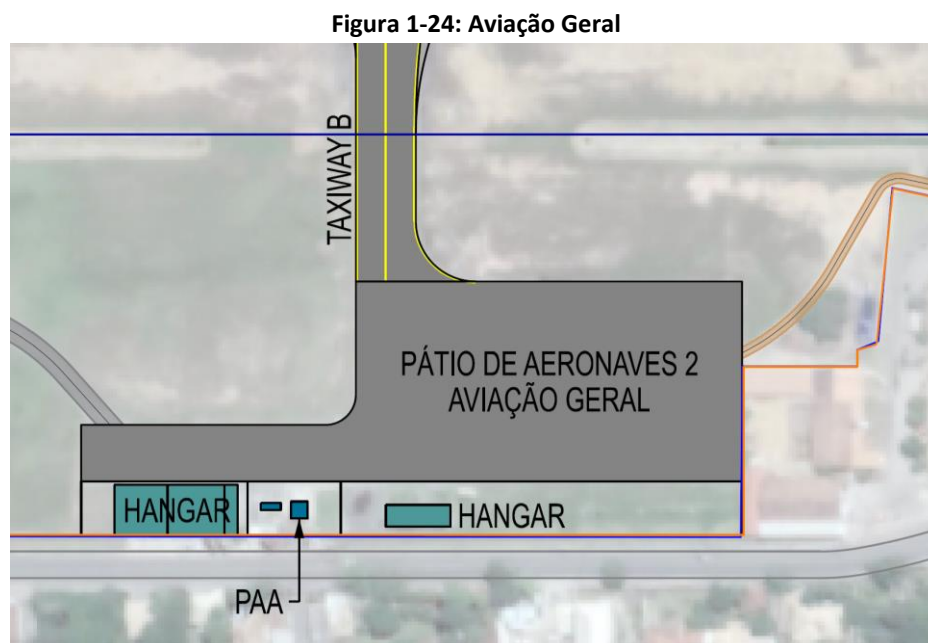 Figura 1-24: Aviação Geral
TAXIWAY B
PÁTIO DE AERONAVES 2
AVIAÇÃO GERAL
HANGAR
HANGAR
PAA